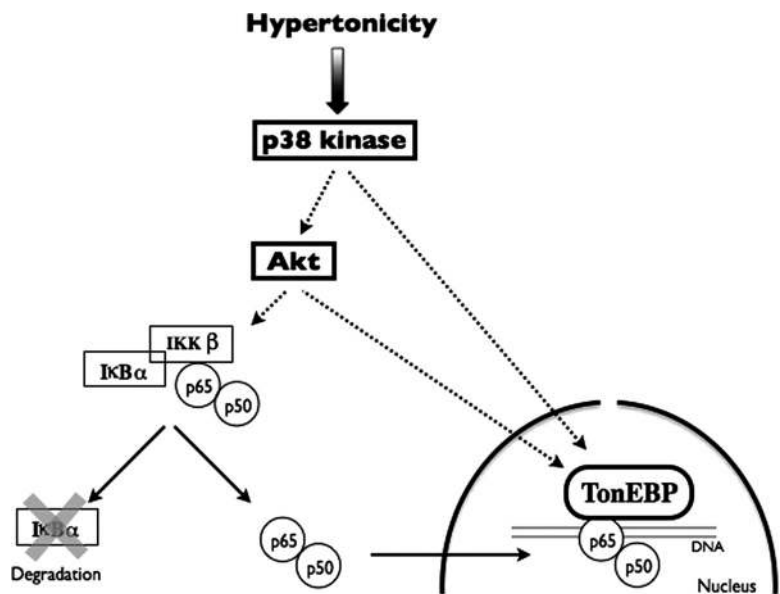 Hypertonicity
p38 kinase
Akt
IKK β
IκBα
p65
p50
IκBα
Degradation
p65
p50
TonEBP
p65
p50
DNA
Nucleus